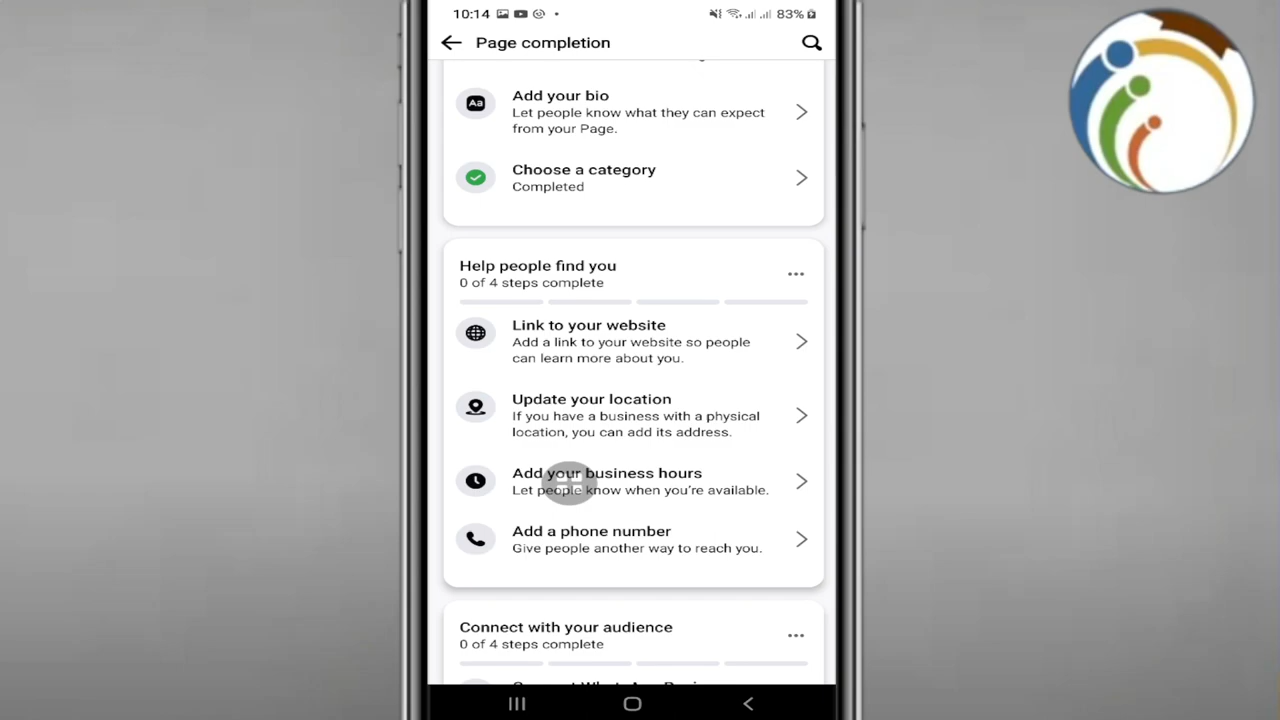 10:14
83%
Page completion
Add your bio
Let people know what they can expect
from your Page.
Choose a category
Completed
Help people find you
0 of 4 steps complete
Link to your website
Add a link to your website so people
can learn more about you.
Update your location
If you have a business with a physical
location, you can add its address.
Add your business hours
Let people know when you're available.
Add a phone number
Give people another way to reach you.
Connect with your audience
0 of 4 steps complete